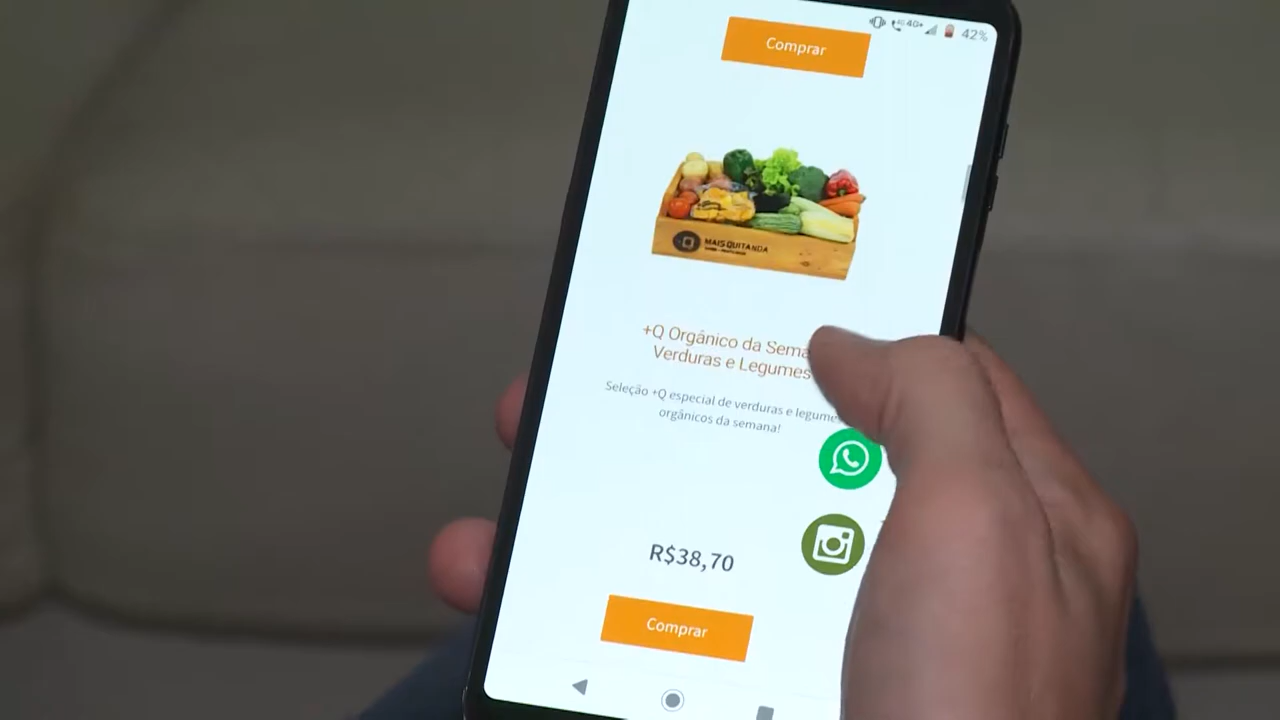 4G+ 42%
Comprar
MAIS QUITANDA
+Q Orgânico da Sema
Verduras e Legumes
Seleção +Q especial de verduras e legume
orgânicos da semana!
R$38,70
Comprar